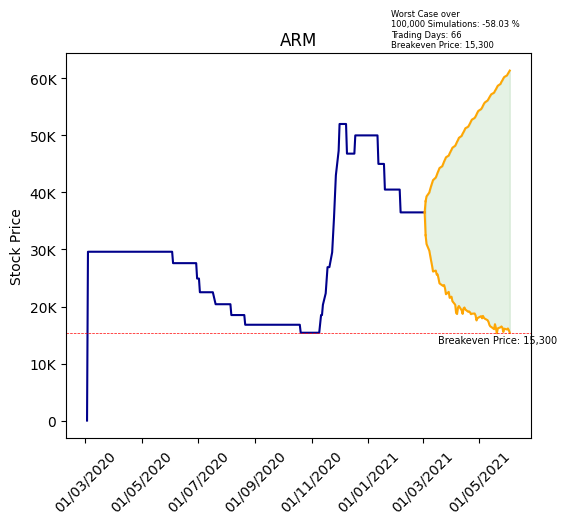 Worst Case over
100,000 Simulations: -58.03 %
Trading Days: 66
Breakeven Price: 15,300
ARM
Stock Price
60K
50K
40K
30K
20K
10K
0
Breakeven Price: 15,300
01/03/2020
01/05/2020
01/07/2020
01/09/2020
01/11/2020
01/01/2021
01/03/2021
01/05/2021